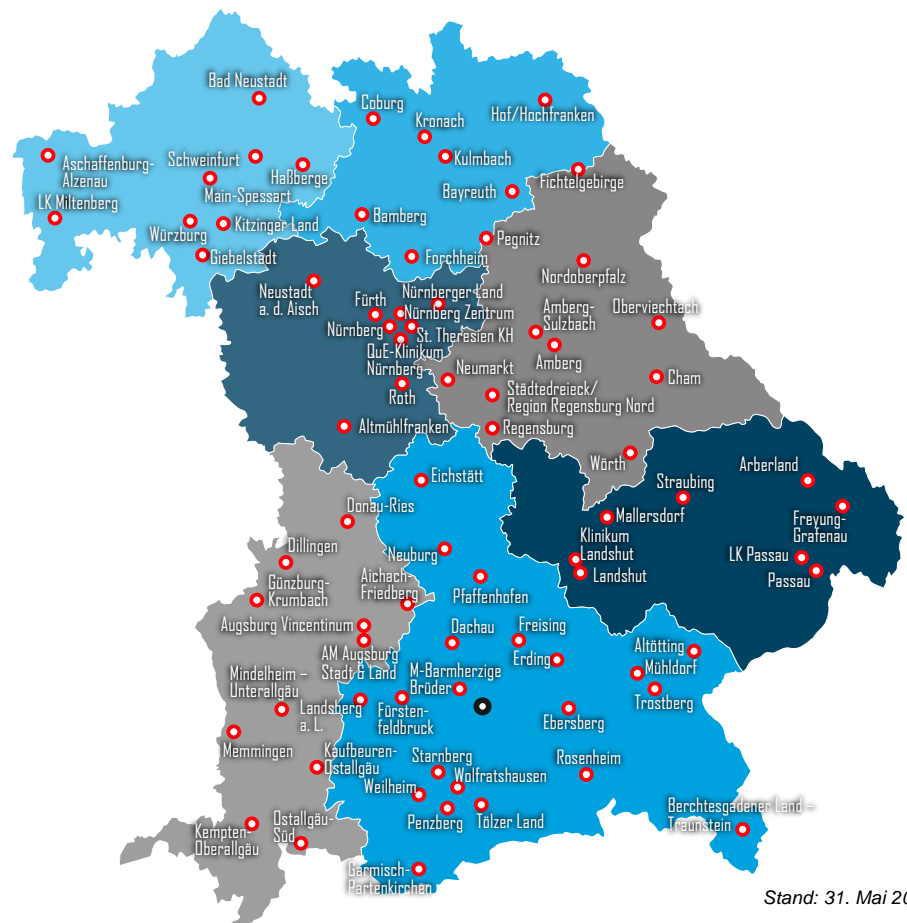 Bad Neustadt
Coburg
Hof/Hochfranken
Kronach
Kulmbach
Aschaffenburg-
Alzenau
Schweinfurt
Haßberge
Fichtelgebirge
Main-Spessart
Bayreuth
LK Miltenberg
Bamberg
Kitzinger Land
Würzburg
Pegnitz
Giebelstadt
Forchheim
Nordoberpfalz
Neustadt
a. d. Aisch
Nürnberger Land
Fürth
Nürnberg Zentrum
Amberg-
Sulzbach
Oberviechtach
Nürnberg
St. Theresien KH
QuE-Klinikum
Nürnberg
Amberg
Neumarkt
Cham
Roth
Städtedreieck/
Region Regensburg Nord
Altmühlfranken
Regensburg
Wörth
Eichstätt
Straubing
Arberland
Mallersdorf
Freyung-
Grafenau
Donau-Ries
Klinikum
Landshut
Neuburg
Dillingen
LK Passau
Landshut
Passau
Aichach-
Friedberg
Günzburg-
Krumbach
Pfaffenhofen
Augsburg Vincentinum
Dachau
Freising
Altötting
AM Augsburg
Stadt & Land
Erding
Mühldorf
Mindelheim –
Unterallgäu
M-Barmherzige
Brüder
Trostberg
Landsberg
a. L.
Fürsten-
feldbruck
Ebersberg
Memmingen
Kaufbeuren-
Ostallgäu
Starnberg
Wolfratshausen
Rosenheim
Weilheim
Penzberg
Tölzer Land
Berchtesgadener Land –
Traunstein
Kempten-
Oberallgäu
Ostallgäu-
Süd
Garmisch-
Partenkirchen
Stand: 31. Mai 20